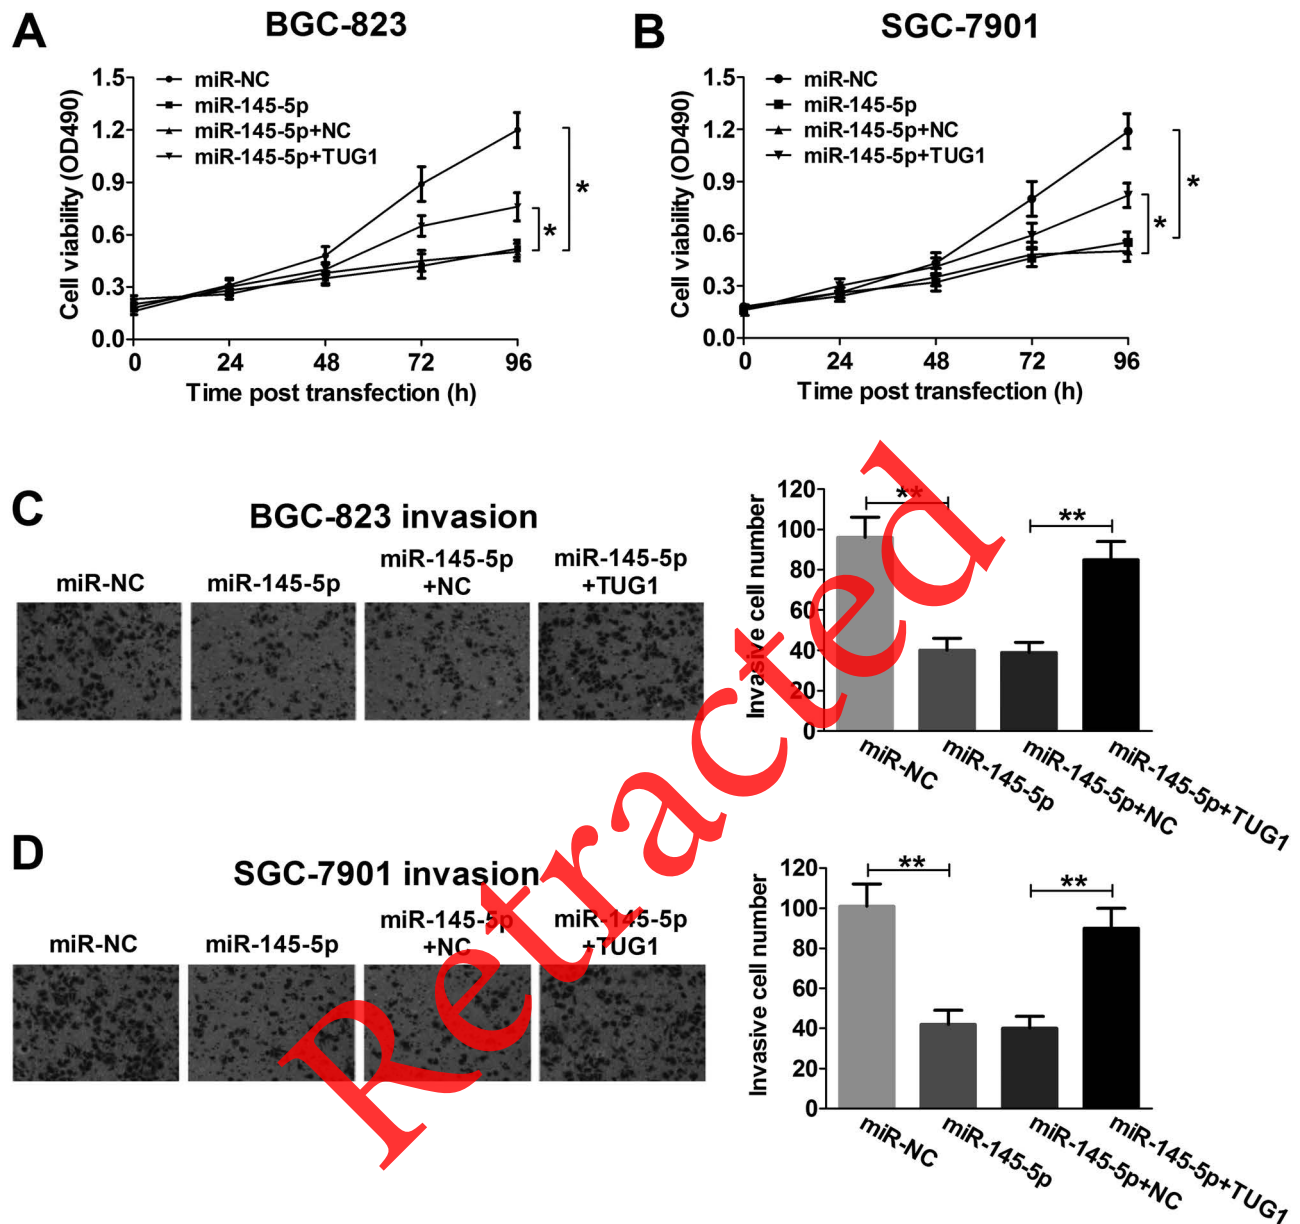 A
BGC-823
1.5
1.2
0.9
0.6
0.3
0.0
Cell viability (OD490)
miR-NC
miR-145-5p
miR-145-5p+NC
miR-145-5p+TUG1
*
*
0 24 48 72 96
Time post transfection (h)
B
SGC-7901
1.5
1.2
0.9
0.6
0.3
0.0
Cell viability (OD490)
miR-NC
miR-145-5p
miR-145-5p+NC
miR-145-5p+TUG1
*
*
0 24 48 72 96
Time post transfection (h)
C
BGC-823 invasion
miR-NC
miR-145-5p
miR-145-5p
+NC
miR-145-5p
+TUG1
Invasive cell number
120
100
80
60
40
20
0
**
**
miR-NC
miR-145-5p
miR-145-5p+NC
miR-145-5p+TUG1
D
SGC-7901 invasion
miR-NC
miR-145-5p
miR-145-5p
+NC
miR-145-5p
+TUG1
Invasive cell number
120
100
80
60
40
20
0
**
**
miR-NC
miR-145-5p
miR-145-5p+NC
miR-145-5p+TUG1
Retracted